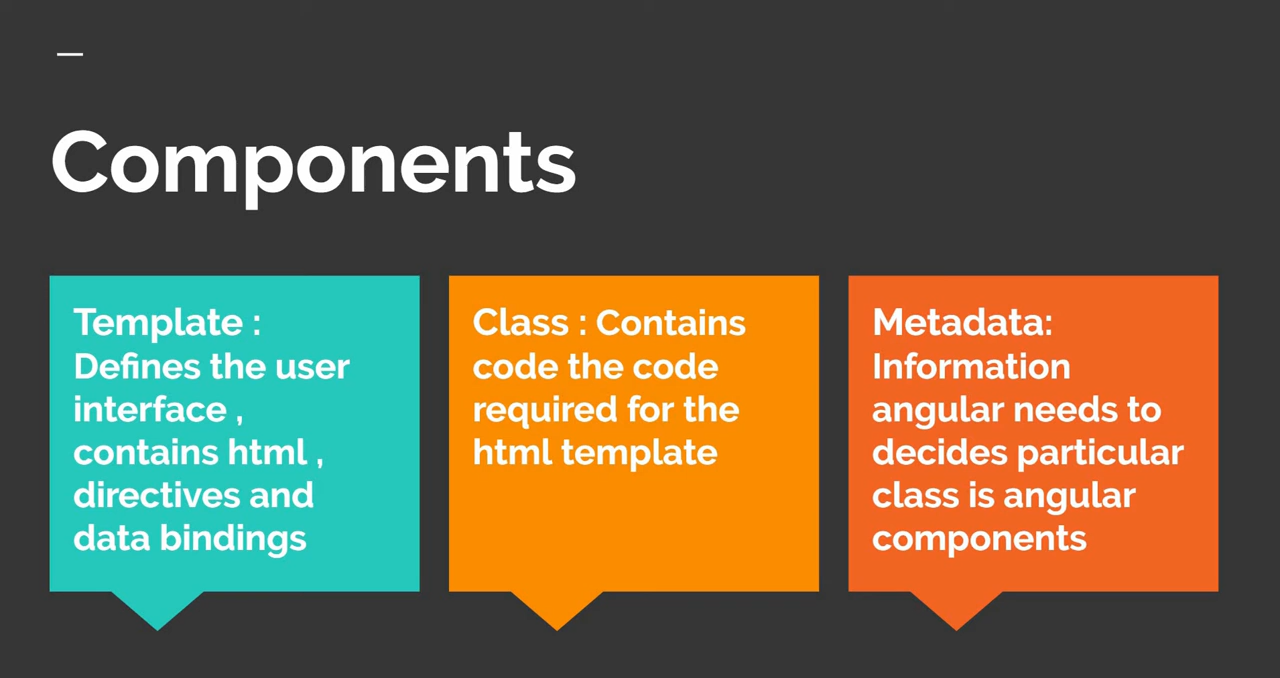 Components
Template :
Defines the user
interface ,
contains html ,
directives and
data bindings
Class : Contains
code the code
required for the
html template
Metadata:
Information
angular needs to
decides particular
class is angular
components